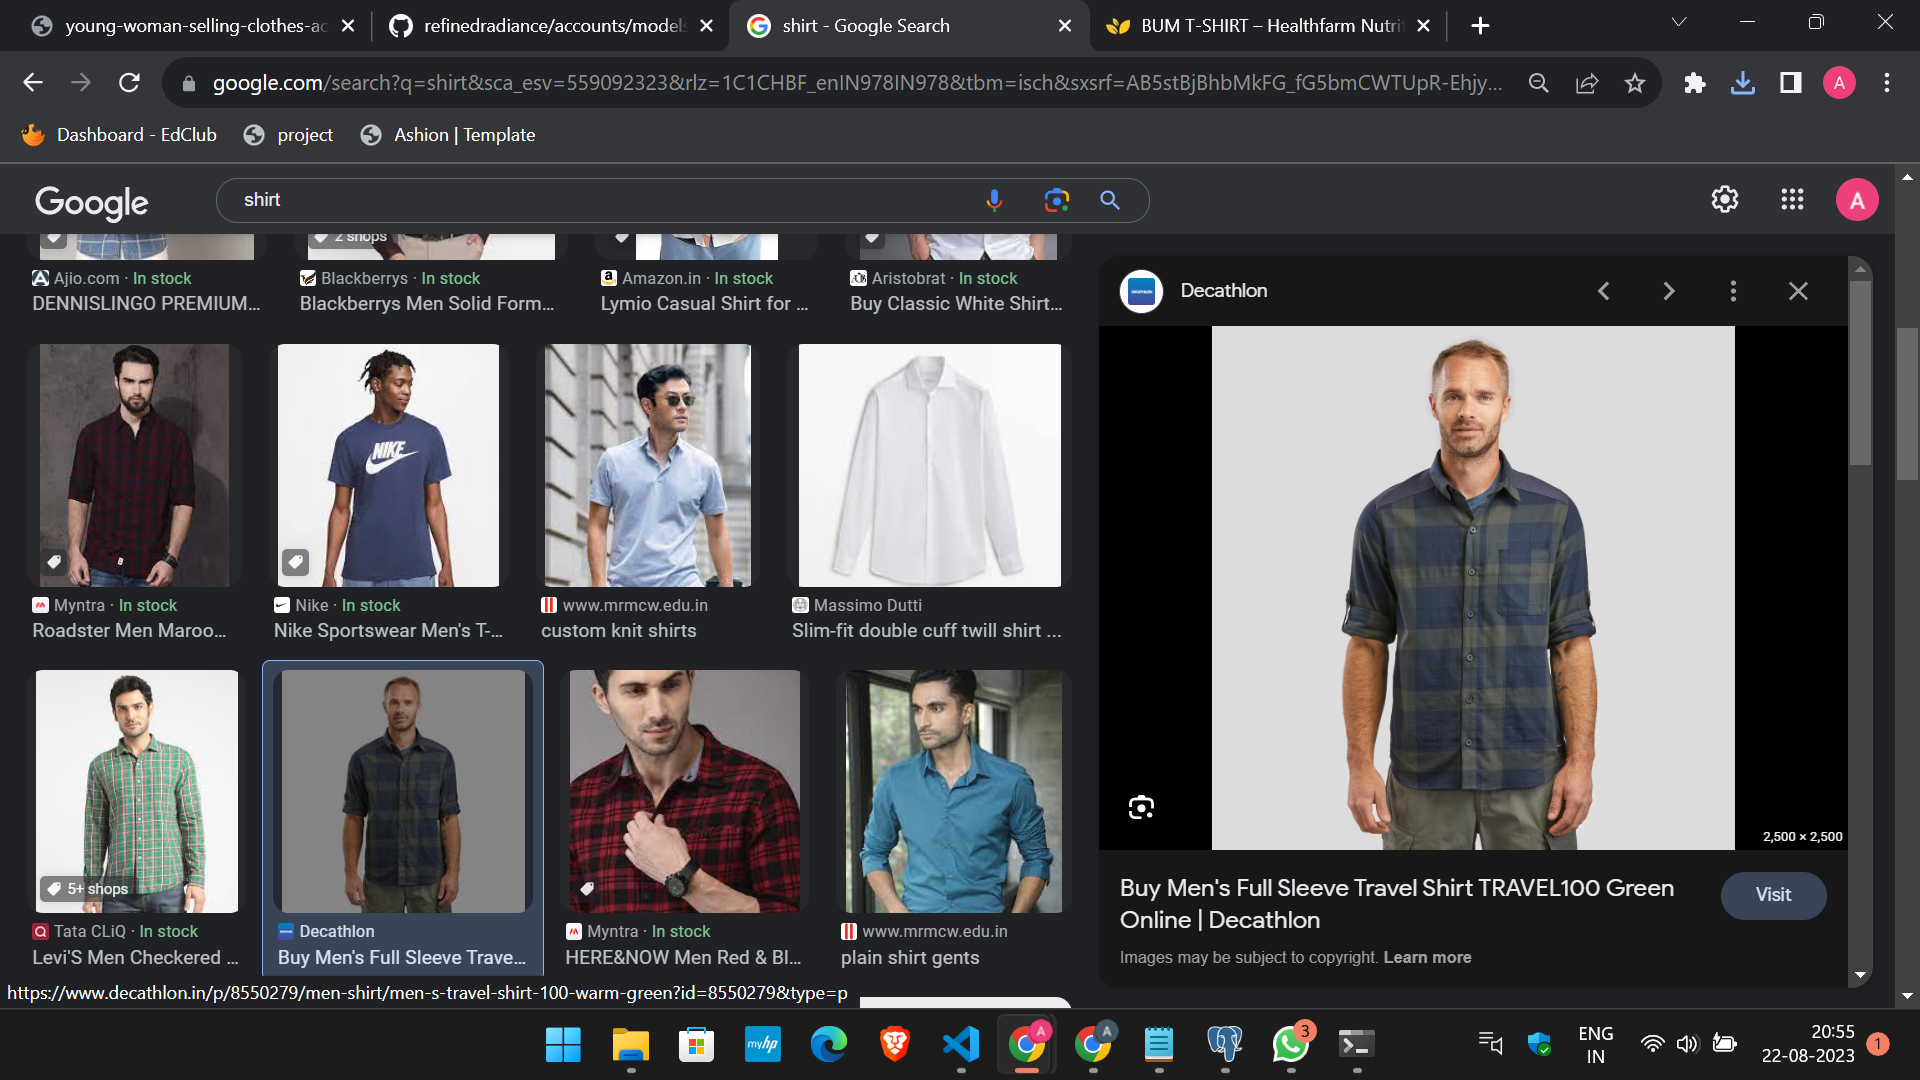 young-woman-selling-clothes-ac
refinedradiance/accounts/models
shirt - Google Search
BUM T-SHIRT – Healthfarm Nutri
google.com/search?q=shirt&sca_esv=559092323&rlz=1C1CHBF_enIN978IN978&tbm=isch&sxsrf=AB5stBjBhbMkFG_fG5bmCWTUpR-Ehjy...
A
Dashboard - EdClub
project
Ashion | Template
Google
shirt
A
2 shops
Ajio.com · In stock
DENNISLINGO PREMIUM...
Blackberrys · In stock
Blackberrys Men Solid Form...
Amazon.in · In stock
Lymio Casual Shirt for ...
Aristobrat · In stock
Buy Classic White Shirt...
Decathlon
NIKE
Myntra · In stock
Roadster Men Maroo...
Nike · In stock
Nike Sportswear Men's T-...
www.mrmcw.edu.in
custom knit shirts
Massimo Dutti
Slim-fit double cuff twill shirt ...
5+ shops
Tata CLiQ · In stock
Levi'S Men Checkered ...
Decathlon
Buy Men's Full Sleeve Trave...
Myntra · In stock
HERE&NOW Men Red & Bl...
www.mrmcw.edu.in
plain shirt gents
2,500 × 2,500
Buy Men's Full Sleeve Travel Shirt TRAVEL100 Green
Online | Decathlon
Visit
Images may be subject to copyright. Learn more
https://www.decathlon.in/p/8550279/men-shirt/men-s-travel-shirt-100-warm-green?id=8550279&type=p
myhp
A
A
3
ENG
IN
20:55
22-08-2023
1